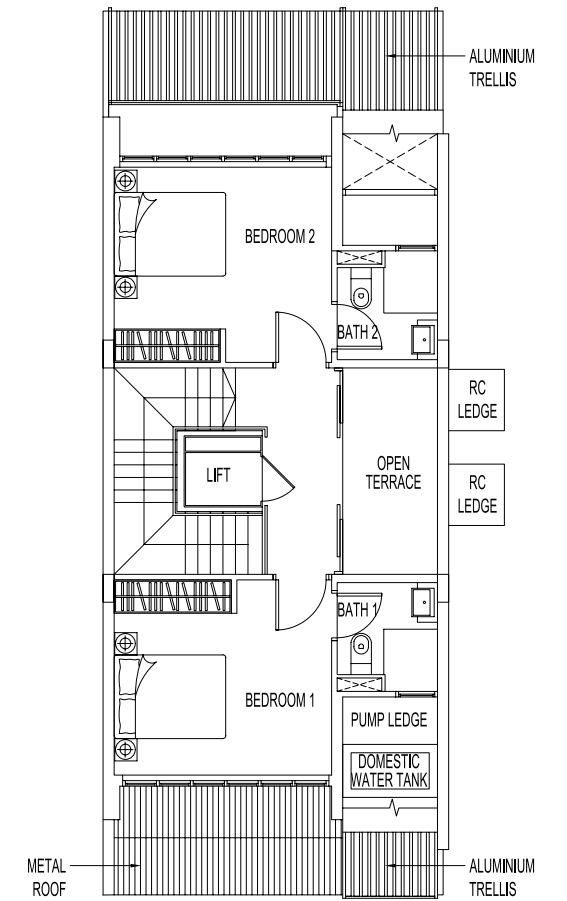 ALUMINIUM
TRELLIS
BEDROOM 2
BATH 2
RC
LEDGE
LIFT
OPEN
TERRACE
RC
LEDGE
BATH 1
BEDROOM 1
PUMP LEDGE
DOMESTIC
WATER TANK
METAL
ROOF
ALUMINIUM
TRELLIS